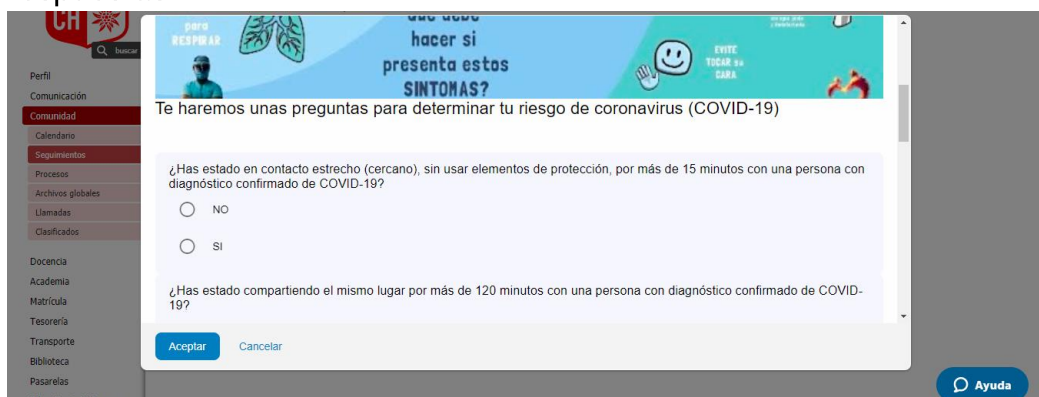 CH
buscar
Perfil
Comunicación
Comunidad
Calendario
Seguimientos
Procesos
Archivos globales
Llamadas
Clasificados
Docencia
Academia
Matrícula
Tesorería
Transporte
Biblioteca
Pasarelas
para
RESPIRAR
que debe
hacer si
presenta estos
SINTOMAS?
EVITE
TOCAR su
CARA
Te haremos unas preguntas para determinar tu riesgo de coronavirus (COVID-19)
¿Has estado en contacto estrecho (cercano), sin usar elementos de protección, por más de 15 minutos con una persona con
diagnóstico confirmado de COVID-19?
NO
SI
¿Has estado compartiendo el mismo lugar por más de 120 minutos con una persona con diagnóstico confirmado de COVID-
19?
Aceptar
Cancelar
Ayuda